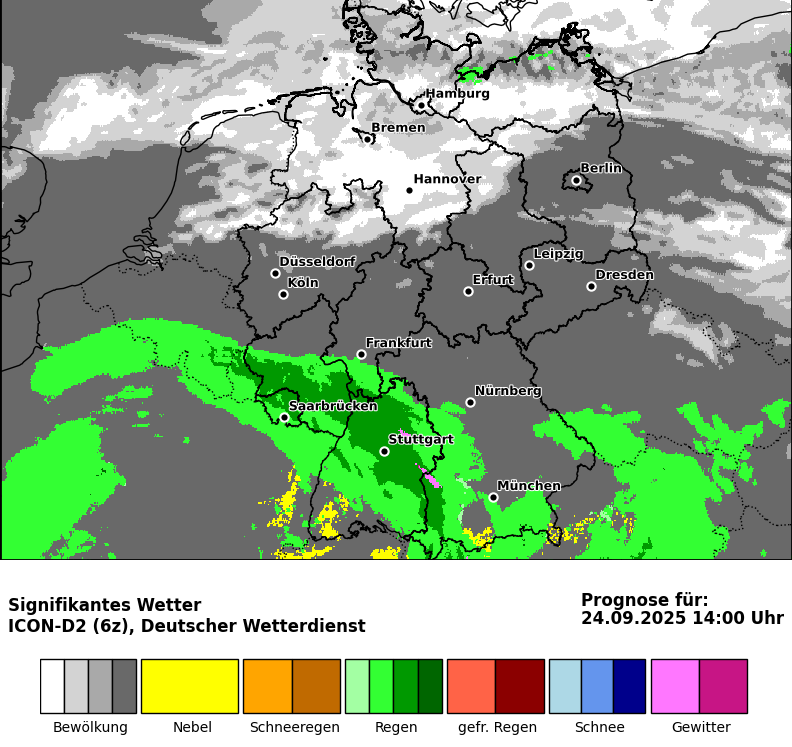 Hamburg
Bremen
Berlin
Hannover
Leipzig
Düsseldorf
Dresden
Köln
Erfurt
Frankfurt
Nürnberg
Saarbrücken
Stuttgart
München
Signifikantes Wetter
ICON-D2 (6z), Deutscher Wetterdienst
Prognose für:
24.09.2025 14:00 Uhr
Bewölkung Nebel Schneeregen Regen gefr. Regen Schnee Gewitter